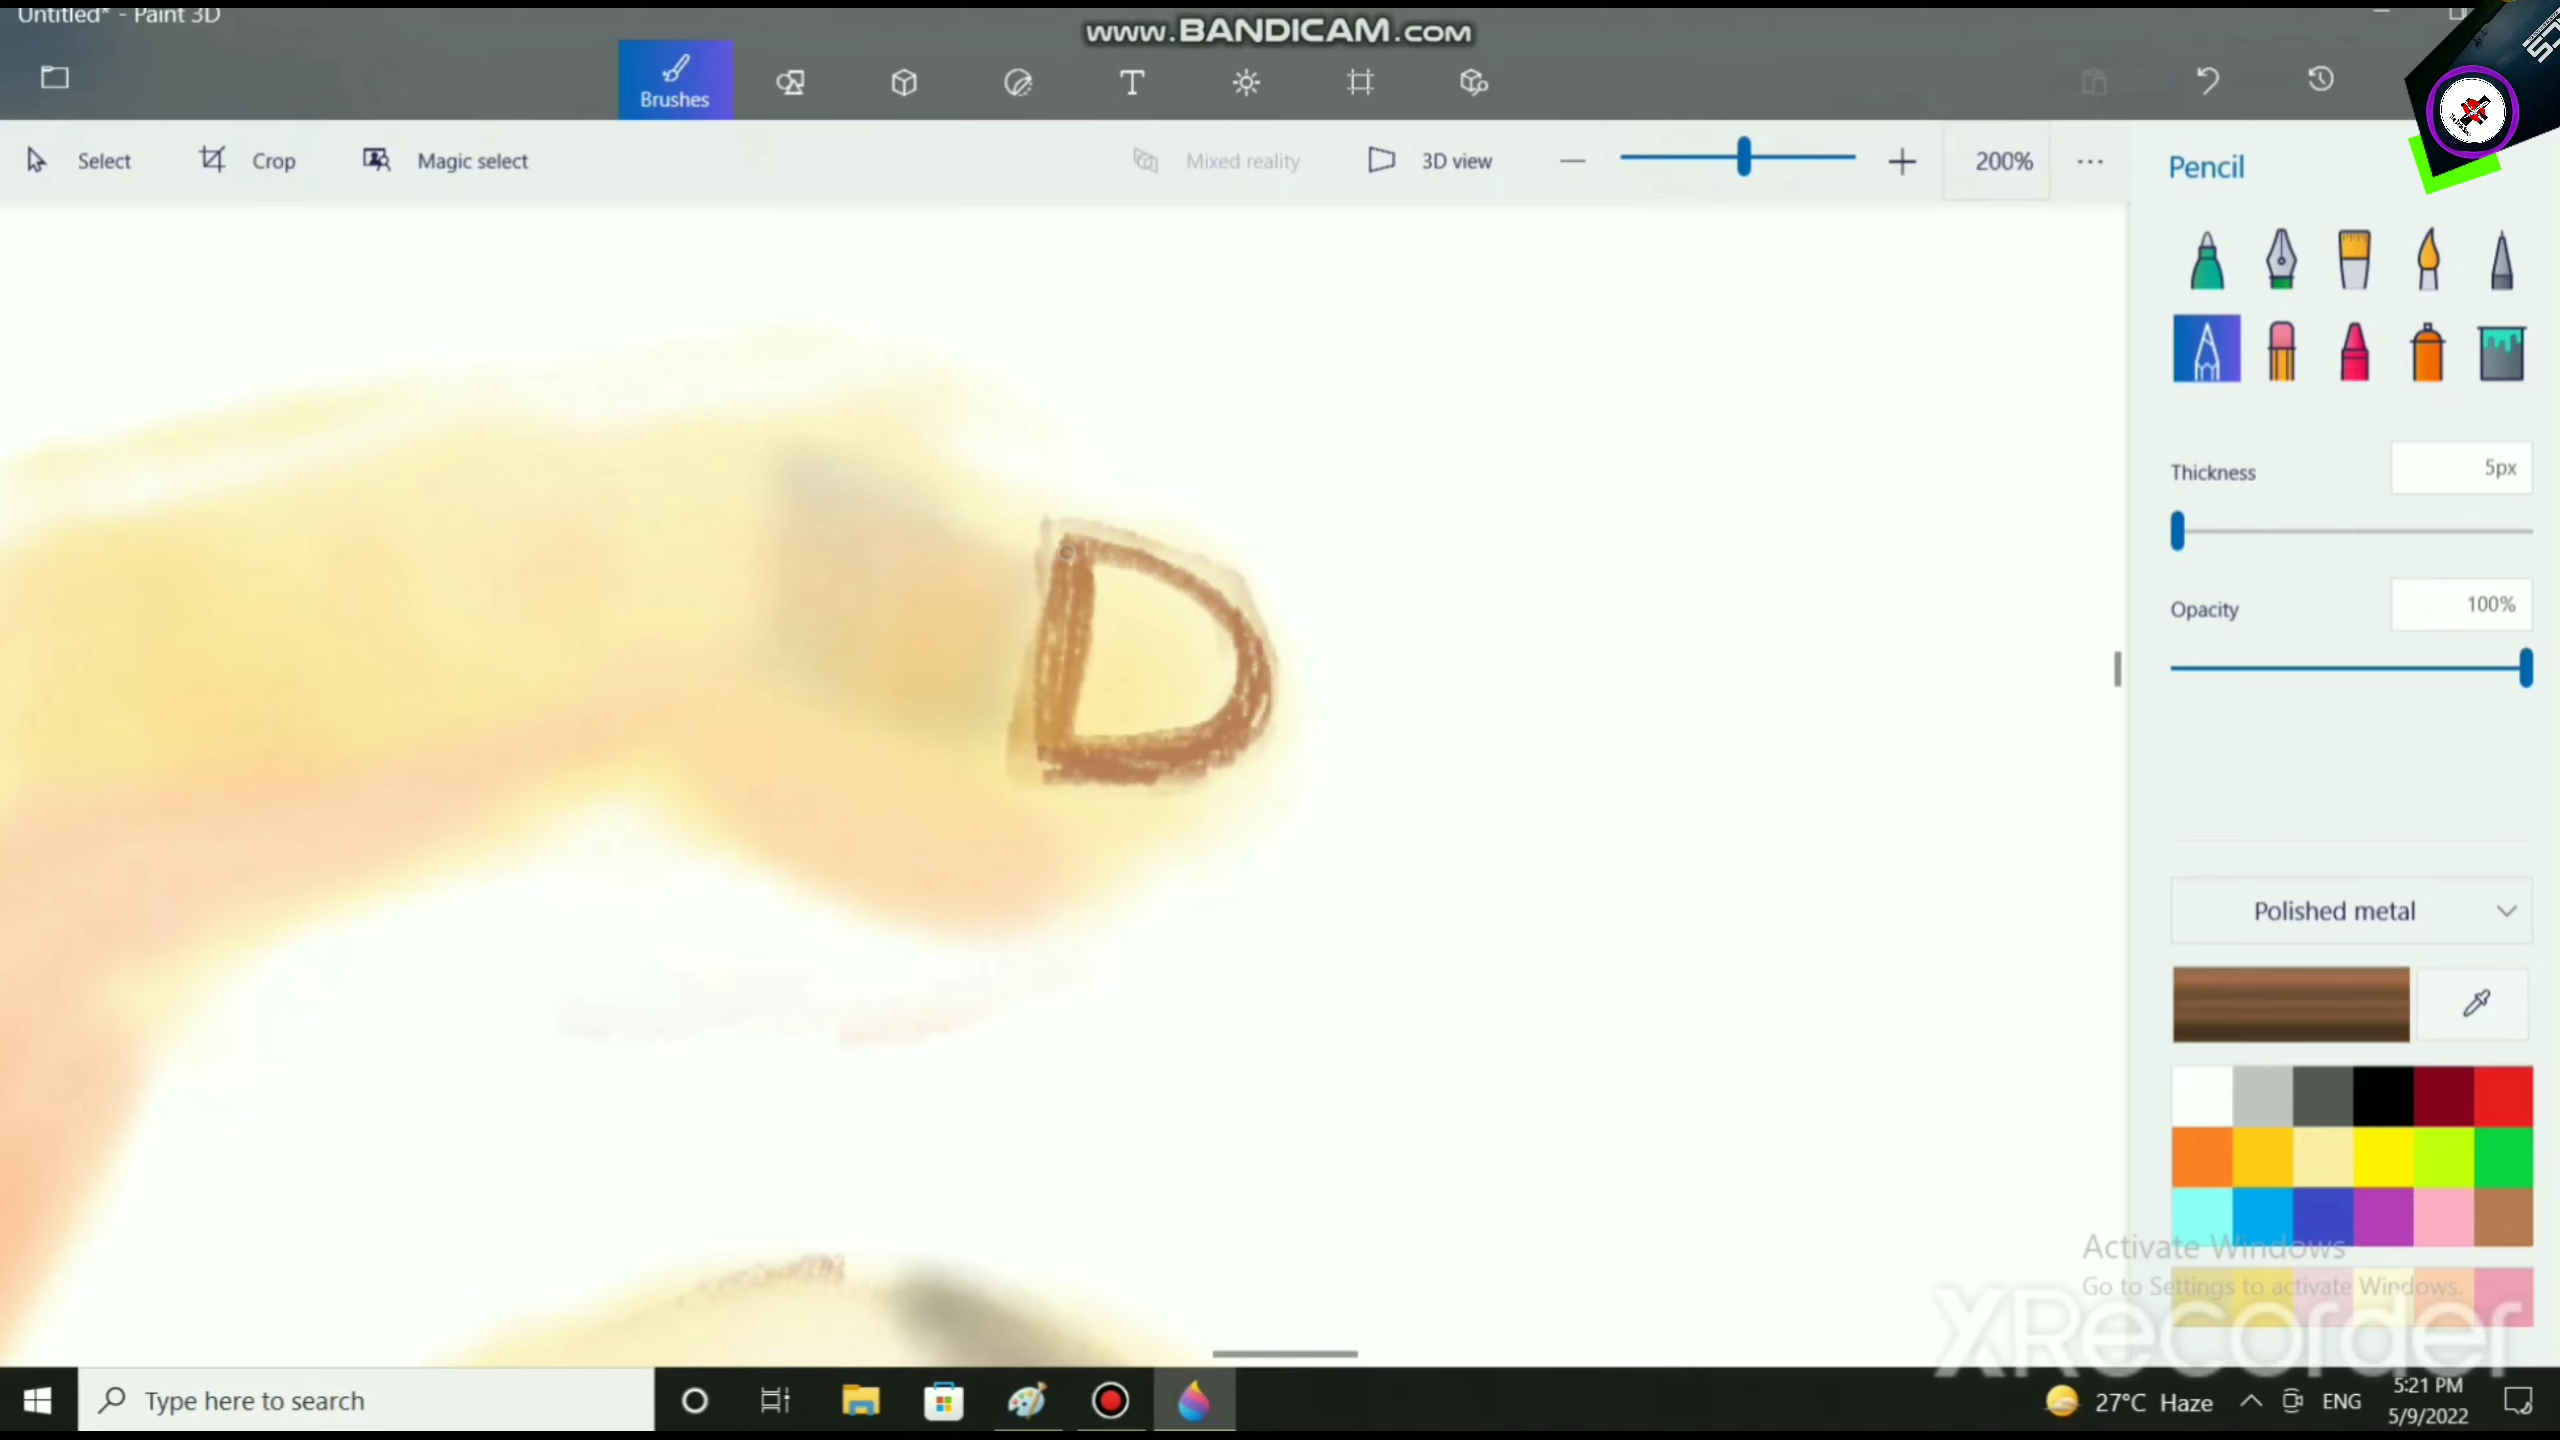 Untitled* - Paint 3D
www.BANDICAM.com
Brushes
Select
Crop
Magic select
Mixed reality
3D view
200%
Pencil
Thickness
5px
Opacity
100%
Polished metal
Activate Windows
Go to Settings to activate Windows.
XRecorder
Type here to search
27°C Haze
ENG
5:21 PM
5/9/2022